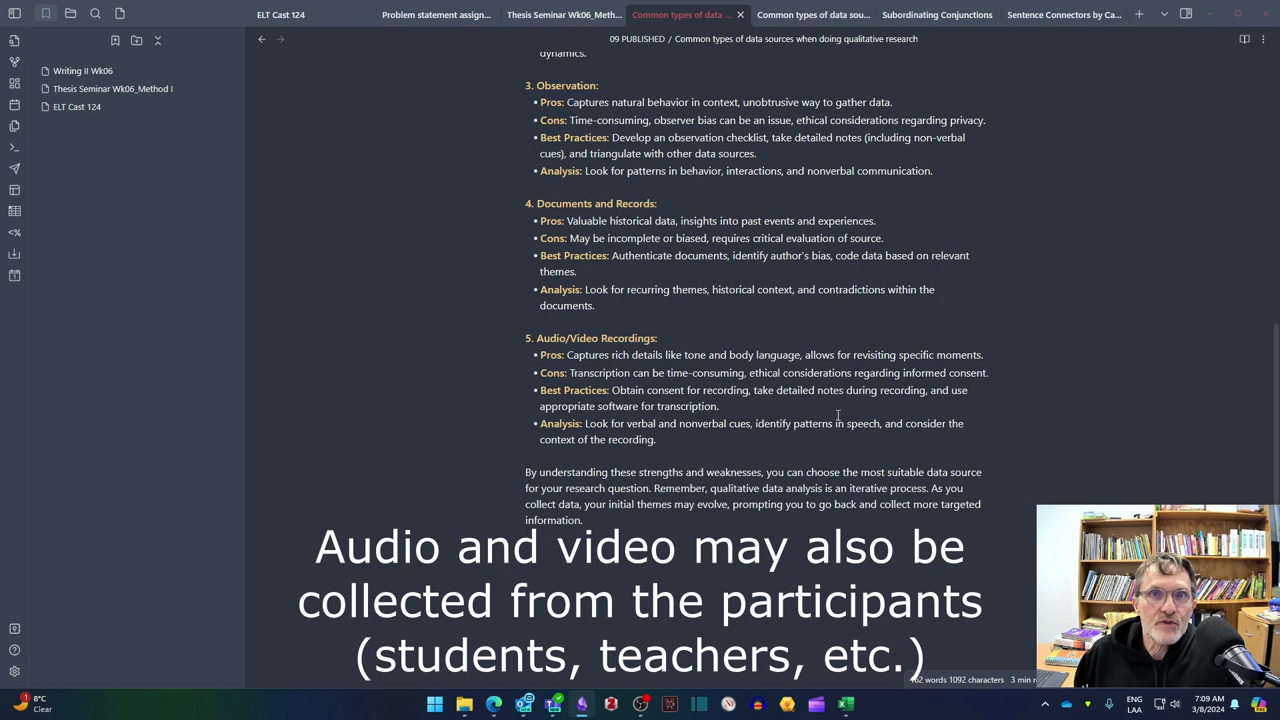 ELT Cast 124
Problem statement assign...
Thesis Seminar Wk06_Meth...
Common types of data ...
Common types of data sou...
Subordinating Conjunctions
Sentence Connectors by Ca...
09 PUBLISHED / Common types of data sources when doing qualitative research
Writing II Wk06
Thesis Seminar Wk06_Method I
ELT Cast 124
dynamics.
3. Observation:
• Pros: Captures natural behavior in context, unobtrusive way to gather data.
• Cons: Time-consuming, observer bias can be an issue, ethical considerations regarding privacy.
• Best Practices: Develop an observation checklist, take detailed notes (including non-verbal
cues), and triangulate with other data sources.
• Analysis: Look for patterns in behavior, interactions, and nonverbal communication.
4. Documents and Records:
• Pros: Valuable historical data, insights into past events and experiences.
• Cons: May be incomplete or biased, requires critical evaluation of source.
• Best Practices: Authenticate documents, identify author's bias, code data based on relevant
themes.
• Analysis: Look for recurring themes, historical context, and contradictions within the
documents.
5. Audio/Video Recordings:
• Pros: Captures rich details like tone and body language, allows for revisiting specific moments.
• Cons: Transcription can be time-consuming, ethical considerations regarding informed consent.
• Best Practices: Obtain consent for recording, take detailed notes during recording, and use
appropriate software for transcription.
• Analysis: Look for verbal and nonverbal cues, identify patterns in speech, and consider the
context of the recording.
By understanding these strengths and weaknesses, you can choose the most suitable data source
for your research question. Remember, qualitative data analysis is an iterative process. As you
collect data, your initial themes may evolve, prompting you to go back and collect more targeted
information.
Audio and video may also be
collected from the participants
(students, teachers, etc.)
words 1092 characters 3 min
8°C
Clear
ENG
LAA
7:09 AM
3/8/2024